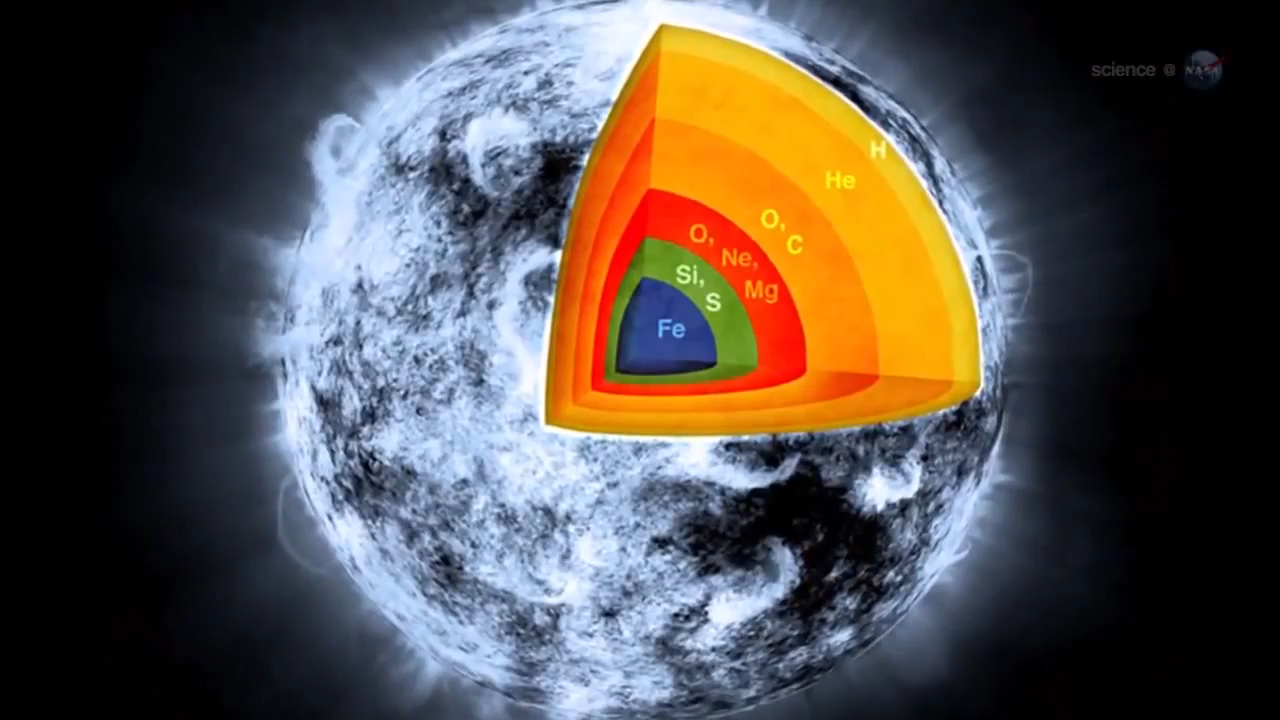 science @ NASA
H
He
O,
C
O,
Ne,
Mg
Si,
S
Fe